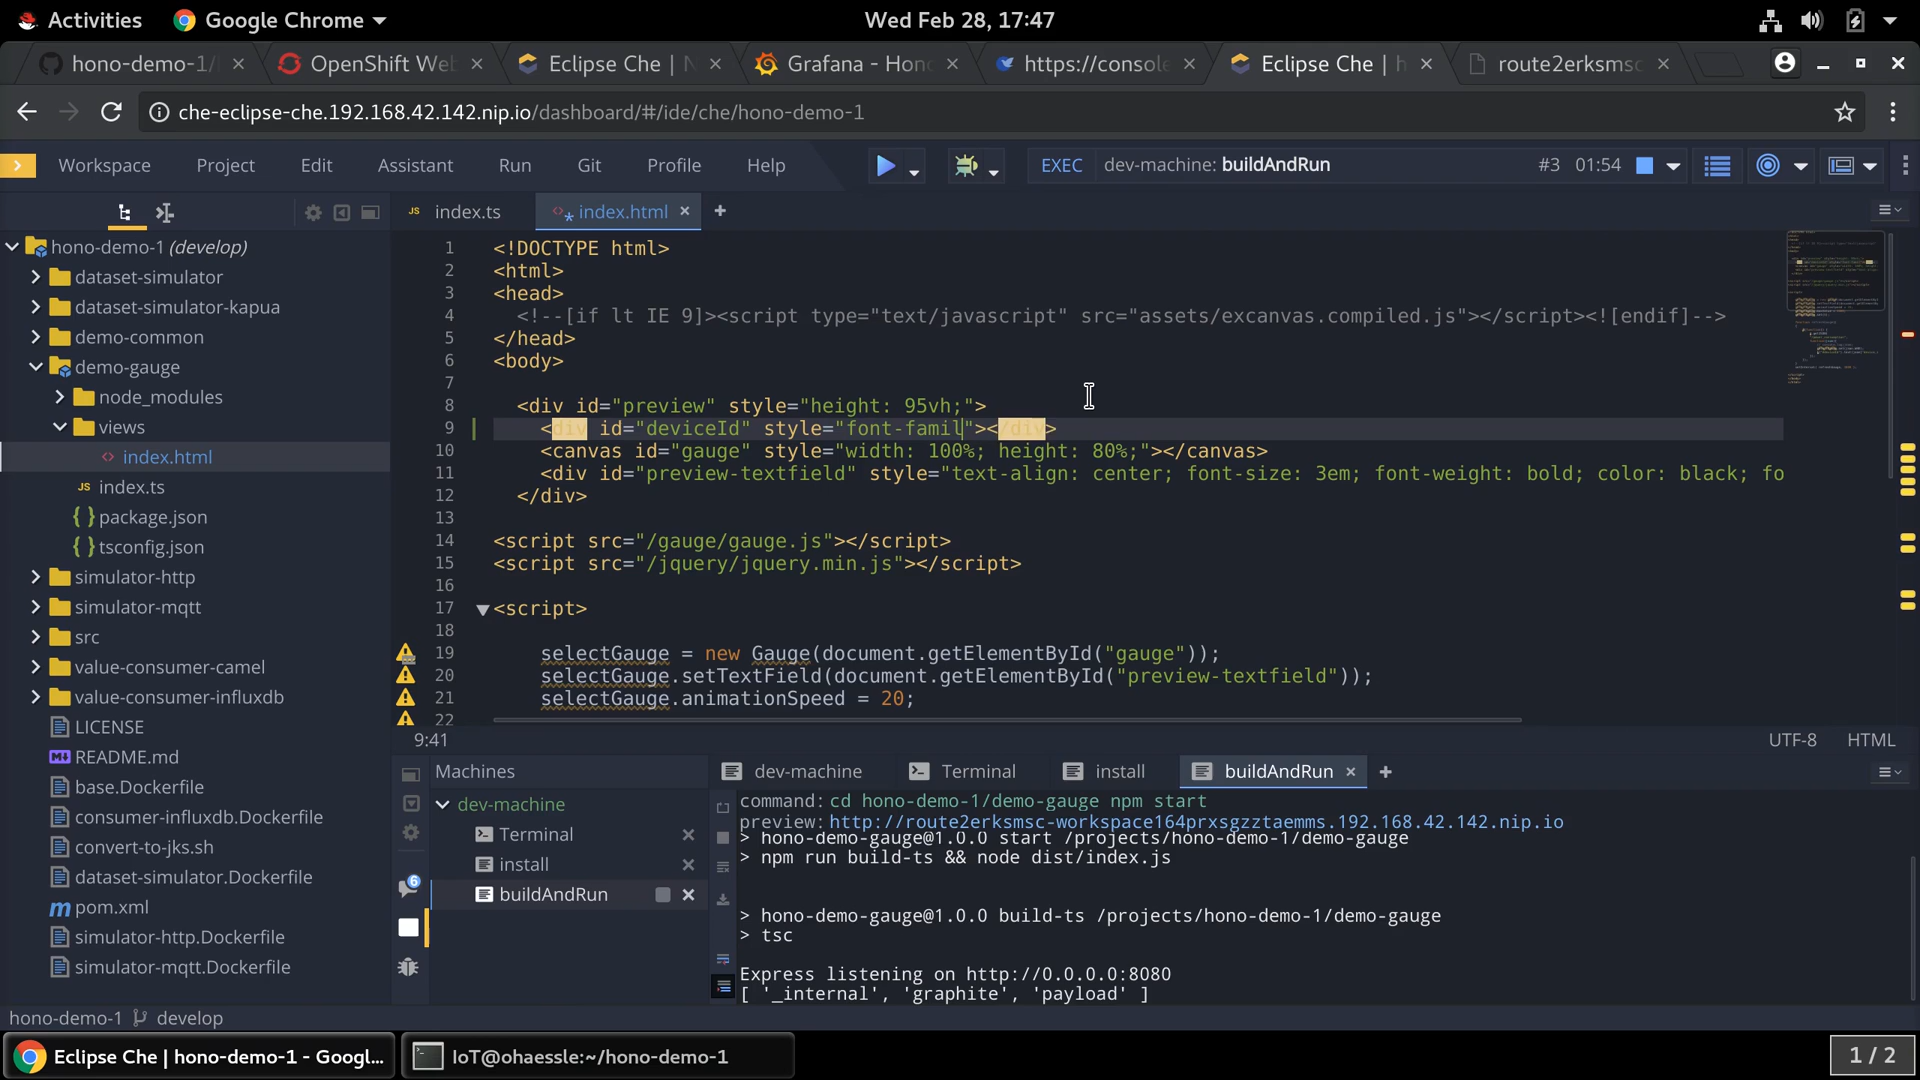 Activities
Google Chrome
Wed Feb 28, 17:47
hono-demo-1/
OpenShift We
Eclipse Che | N
Grafana - Hono
https://console
Eclipse Che | h
route2erksmsc
che-eclipse-che.192.168.42.142.nip.io/dashboard/#/ide/che/hono-demo-1
Workspace
Project
Edit
Assistant
Run
Git
Profile
Help
EXEC
dev-machine: buildAndRun
#3 01:54
index.ts
index.html
hono-demo-1 (develop)
dataset-simulator
dataset-simulator-kapua
demo-common
demo-gauge
node_modules
views
index.html
index.ts
package.json
tsconfig.json
simulator-http
simulator-mqtt
src
value-consumer-camel
value-consumer-influxdb
LICENSE
README.md
base.Dockerfile
consumer-influxdb.Dockerfile
convert-to-jks.sh
dataset-simulator.Dockerfile
pom.xml
simulator-http.Dockerfile
simulator-mqtt.Dockerfile
1 <!DOCTYPE html>
2 <html>
3 <head>
4 <!--[if lt IE 9]><script type="text/javascript" src="assets/excanvas.compiled.js"></script><![endif]-->
5 </head>
6 <body>
7
8 <div id="preview" style="height: 95vh;">
9 <div id="deviceId" style="font-famil"></div>
10 <canvas id="gauge" style="width: 100%; height: 80%;"></canvas>
11 <div id="preview-textfield" style="text-align: center; font-size: 3em; font-weight: bold; color: black; fo
12 </div>
13
14 <script src="/gauge/gauge.js"></script>
15 <script src="/jquery/jquery.min.js"></script>
16
17 <script>
18
19 selectGauge = new Gauge(document.getElementById("gauge"));
20 selectGauge.setTextField(document.getElementById("preview-textfield"));
21 selectGauge.animationSpeed = 20;
22
9:41
UTF-8 HTML
Machines
dev-machine
Terminal
install
buildAndRun
6
dev-machine
Terminal
install
buildAndRun
command: cd hono-demo-1/demo-gauge npm start
preview: http://route2erksmsc-workspace164prxsgzztaemms.192.168.42.142.nip.io
> hono-demo-gauge@1.0.0 start /projects/hono-demo-1/demo-gauge
> npm run build-ts && node dist/index.js
> hono-demo-gauge@1.0.0 build-ts /projects/hono-demo-1/demo-gauge
> tsc
Express listening on http://0.0.0.0:8080
[ '_internal', 'graphite', 'payload' ]
hono-demo-1 develop
Eclipse Che | hono-demo-1 - Googl...
IoT@ohaessle:~/hono-demo-1
1 / 2